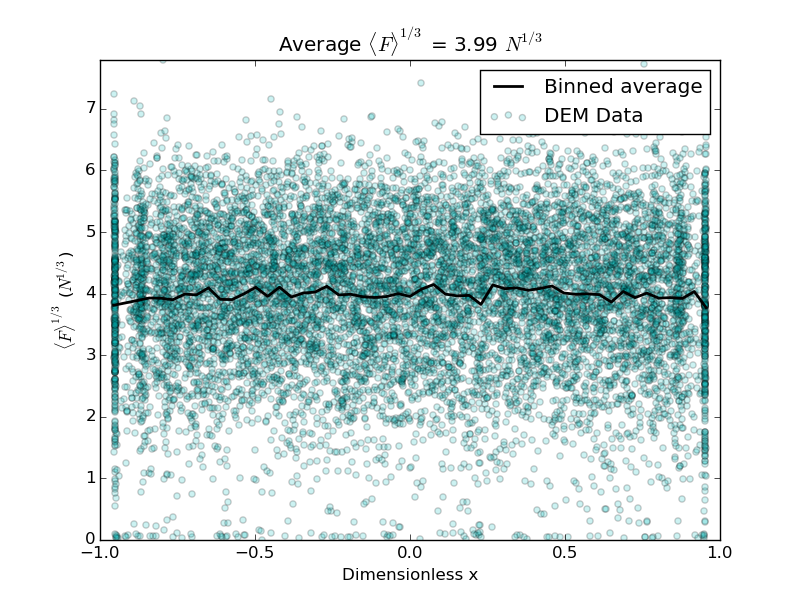 Average ⟨F⟩^{1/3} = 3.99 N^{1/3}
Binned average
DEM Data
⟨F⟩^{1/3} (N^{1/3})
7
6
5
4
3
2
1
0
−1.0 −0.5 0.0 0.5 1.0
Dimensionless x